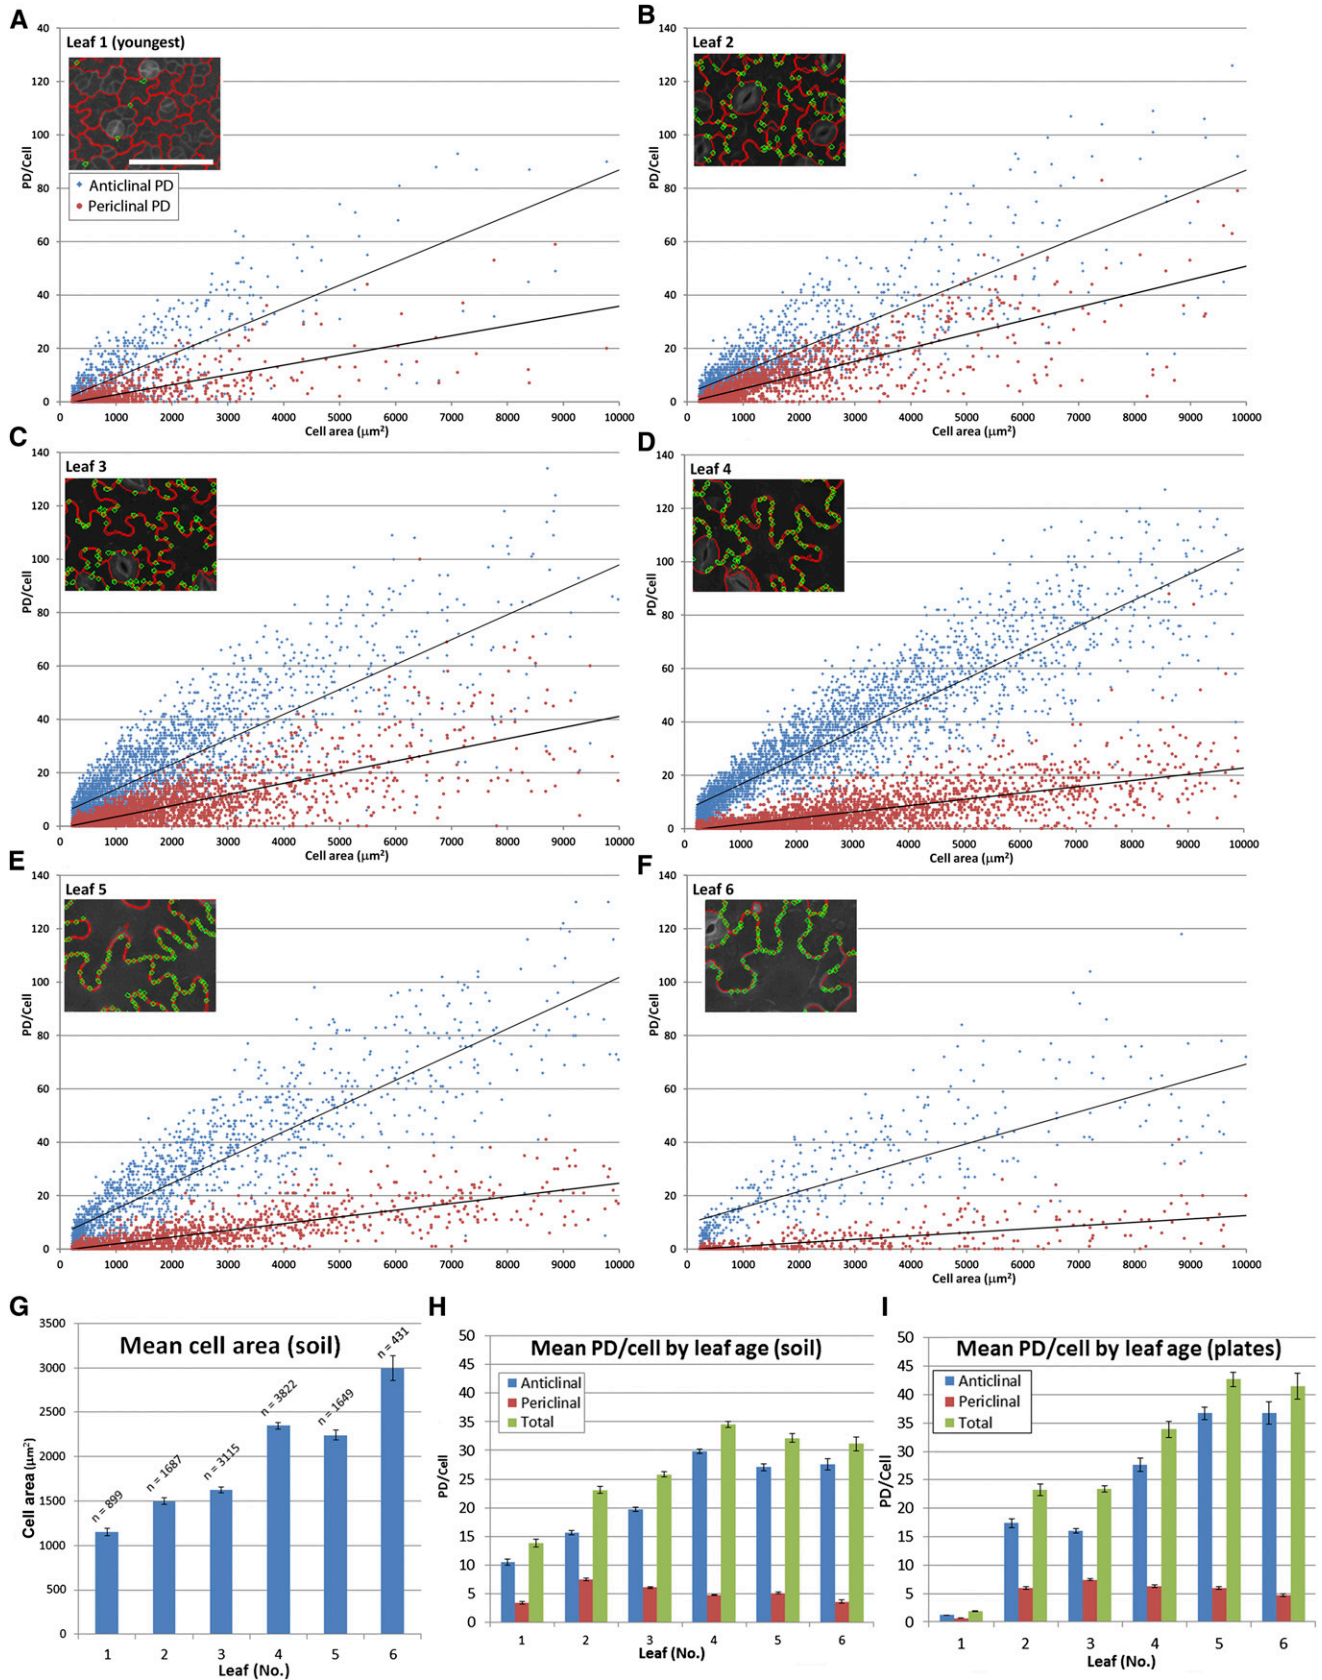 A
Leaf 1 (youngest)
40
120
100
80
60
40
20
0
PD/Cell
Anticlinal PD
Periclinal PD
0 1000 2000 3000 4000 5000 6000 7000 8000 9000 10000
Cell area (μm²)
B
Leaf 2
140
120
100
80
60
40
20
0
PD/Cell
0 1000 2000 3000 4000 5000 6000 7000 8000 9000 10000
Cell area (μm²)
C
Leaf 3
140
120
100
80
60
40
20
0
PD/Cell
0 1000 2000 3000 4000 5000 6000 7000 8000 9000 10000
Cell area (μm²)
D
Leaf 4
140
120
100
80
60
40
20
0
PD/Cell
0 1000 2000 3000 4000 5000 6000 7000 8000 9000 10000
Cell area (μm²)
E
Leaf 5
140
120
100
80
60
40
20
0
PD/Cell
0 1000 2000 3000 4000 5000 6000 7000 8000 9000 10000
Cell area (μm²)
F
Leaf 6
140
120
100
80
60
40
20
0
PD/Cell
0 1000 2000 3000 4000 5000 6000 7000 8000 9000 10000
Cell area (μm²)
G
Mean cell area (soil)
3500
3000
2500
2000
1500
1000
500
0
Cell area (μm²)
n = 899
n = 1687
n = 3115
n = 3822
n = 1649
n = 431
1 2 3 4 5 6
Leaf (No.)
H
Mean PD/cell by leaf age (soil)
50
45
40
35
30
25
20
15
10
5
0
PD/Cell
Anticlinal
Periclinal
Total
1 2 3 4 5 6
Leaf (No.)
I
Mean PD/cell by leaf age (plates)
50
45
40
35
30
25
20
15
10
5
0
PD/Cell
Anticlinal
Periclinal
Total
1 2 3 4 5 6
Leaf (No.)